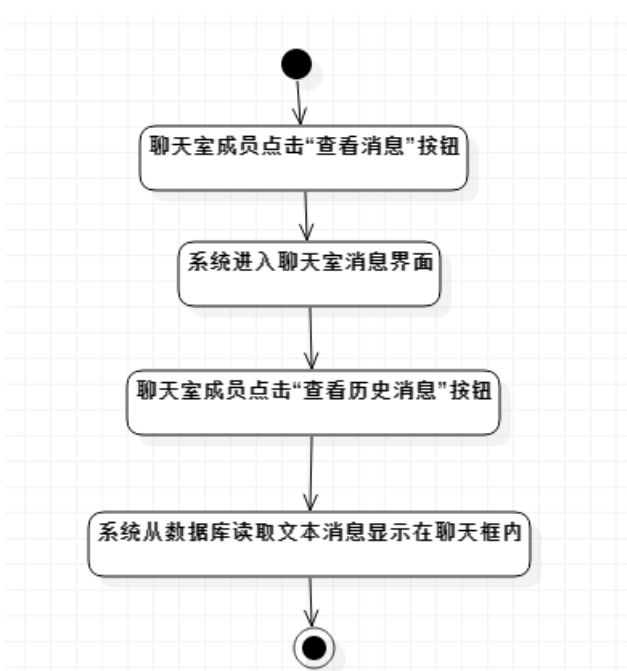 聊天室成员点击“查看消息”按钮
系统进入聊天室消息界面
聊天室成员点击“查看历史消息”按钮
系统从数据库读取文本消息显示在聊天框内